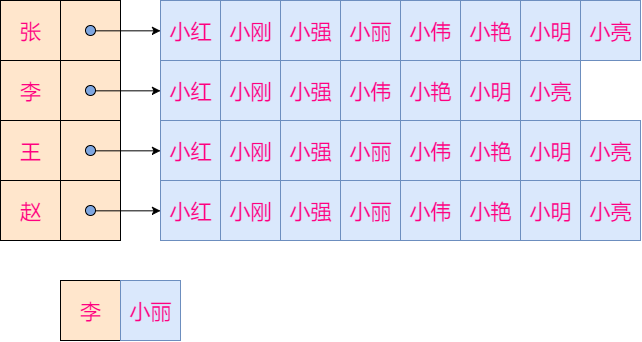 张 小红 小刚 小强 小丽 小伟 小艳 小明 小亮
李 小红 小刚 小强 小伟 小艳 小明 小亮
王 小红 小刚 小强 小丽 小伟 小艳 小明 小亮
赵 小红 小刚 小强 小丽 小伟 小艳 小明 小亮
李 小丽